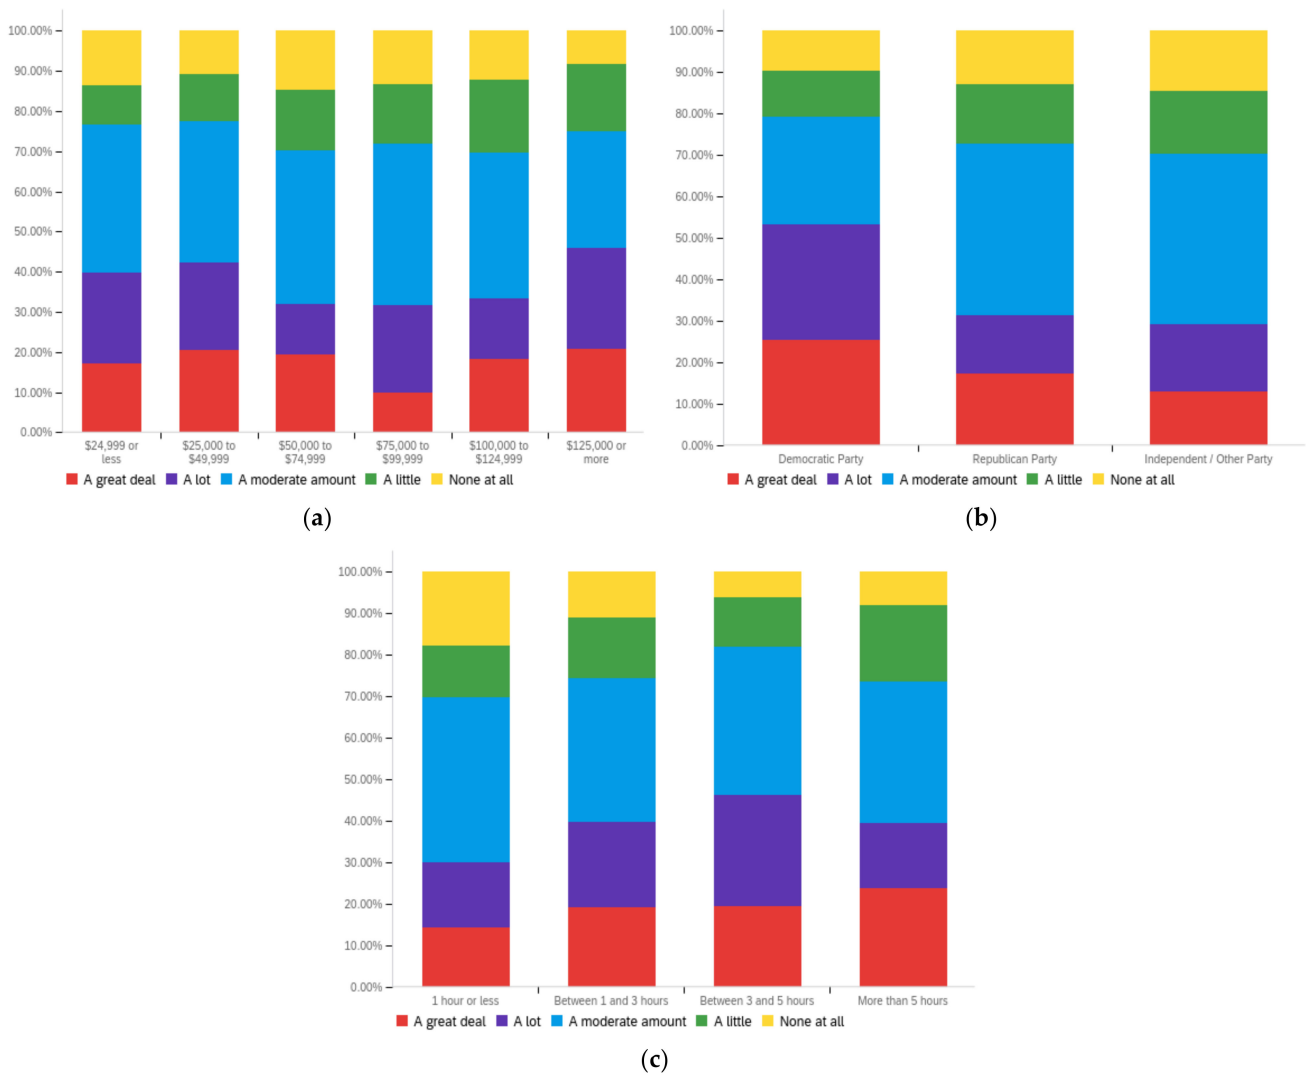 100.00%
90.00%
80.00%
70.00%
60.00%
50.00%
40.00%
30.00%
20.00%
10.00%
0.00%
$24,999 or less
$25,000 to $49,999
$50,000 to $74,999
$75,000 to $99,999
$100,000 to $124,999
$125,000 or more
A great deal A lot A moderate amount A little None at all
(a)
100.00%
90.00%
80.00%
70.00%
60.00%
50.00%
40.00%
30.00%
20.00%
10.00%
0.00%
Democratic Party Republican Party Independent / Other Party
A great deal A lot A moderate amount A little None at all
(b)
100.00%
90.00%
80.00%
70.00%
60.00%
50.00%
40.00%
30.00%
20.00%
10.00%
0.00%
1 hour or less Between 1 and 3 hours Between 3 and 5 hours More than 5 hours
A great deal A lot A moderate amount A little None at all
(c)